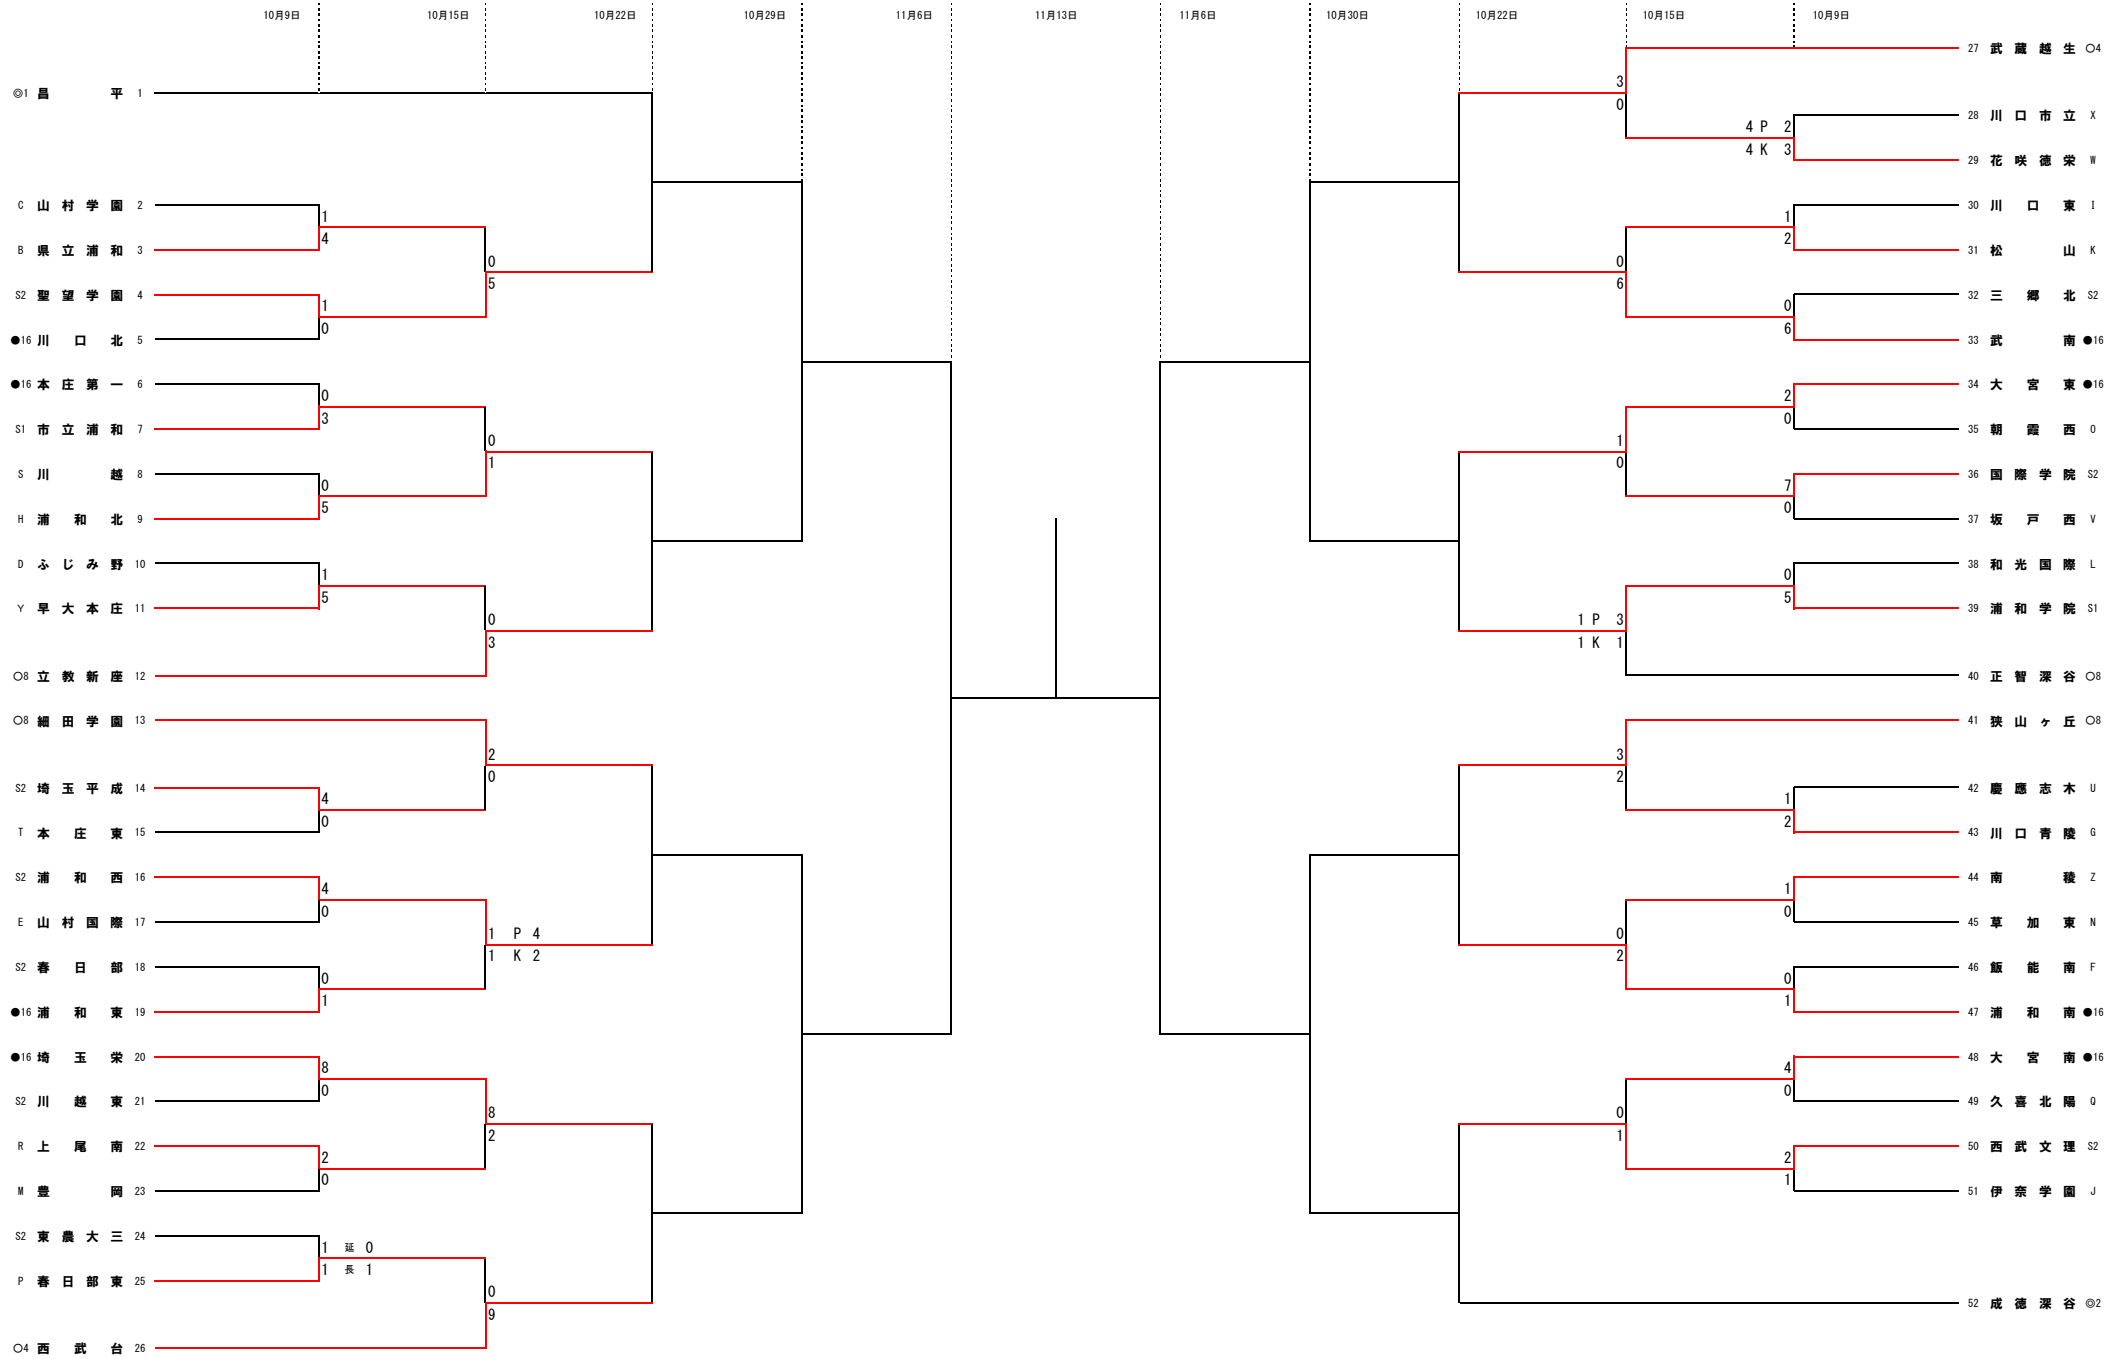 10月9日 10月15日 10月22日 10月29日 11月6日 11月13日 11月6日 10月30日 10月22日 10月15日 10月9日
◎1 昌平 1
C 山村学園 2
B 県立浦和 3
S2 聖望学園 4
●16 川口北 5
●16 本庄第一 6
S1 市立浦和 7
S 川越 8
H 浦和北 9
D ふじみ野 10
Y 早大本庄 11
○8 立教新座 12
○8 細田学園 13
S2 埼玉平成 14
T 本庄東 15
S2 浦和西 16
E 山村国際 17
S2 春日部 18
●16 浦和東 19
●16 埼玉栄 20
S2 川越東 21
R 上尾南 22
M 豊岡 23
S2 東農大三 24
P 春日部東 25
○4 西武台 26
1
4
1
0
0
3
0
5
1
5
4
0
4
0
0
1
8
0
2
0
1 延 0
1 長 1
0
5
0
1
0
3
2
0
1 P 4
1 K 2
8
2
0
9
3
0
0
6
1
0
1 P 3
1 K 1
3
2
0
2
0
1
4 P 2
4 K 3
1
2
0
6
2
0
7
0
0
5
1
2
1
0
0
1
4
0
2
1
27 武蔵越生 ○4
28 川口市立 X
29 花咲徳栄 W
30 川口東 I
31 松山 K
32 三郷北 S2
33 武南 ●16
34 大宮東 ●16
35 朝霞西 O
36 国際学院 S2
37 坂戸西 V
38 和光国際 L
39 浦和学院 S1
40 正智深谷 ○8
41 狭山ヶ丘 ○8
42 慶應志木 U
43 川口青陵 G
44 南稜 Z
45 草加東 N
46 飯能南 F
47 浦和南 ●16
48 大宮南 ●16
49 久喜北陽 Q
50 西武文理 S2
51 伊奈学園 J
52 成徳深谷 ◎2